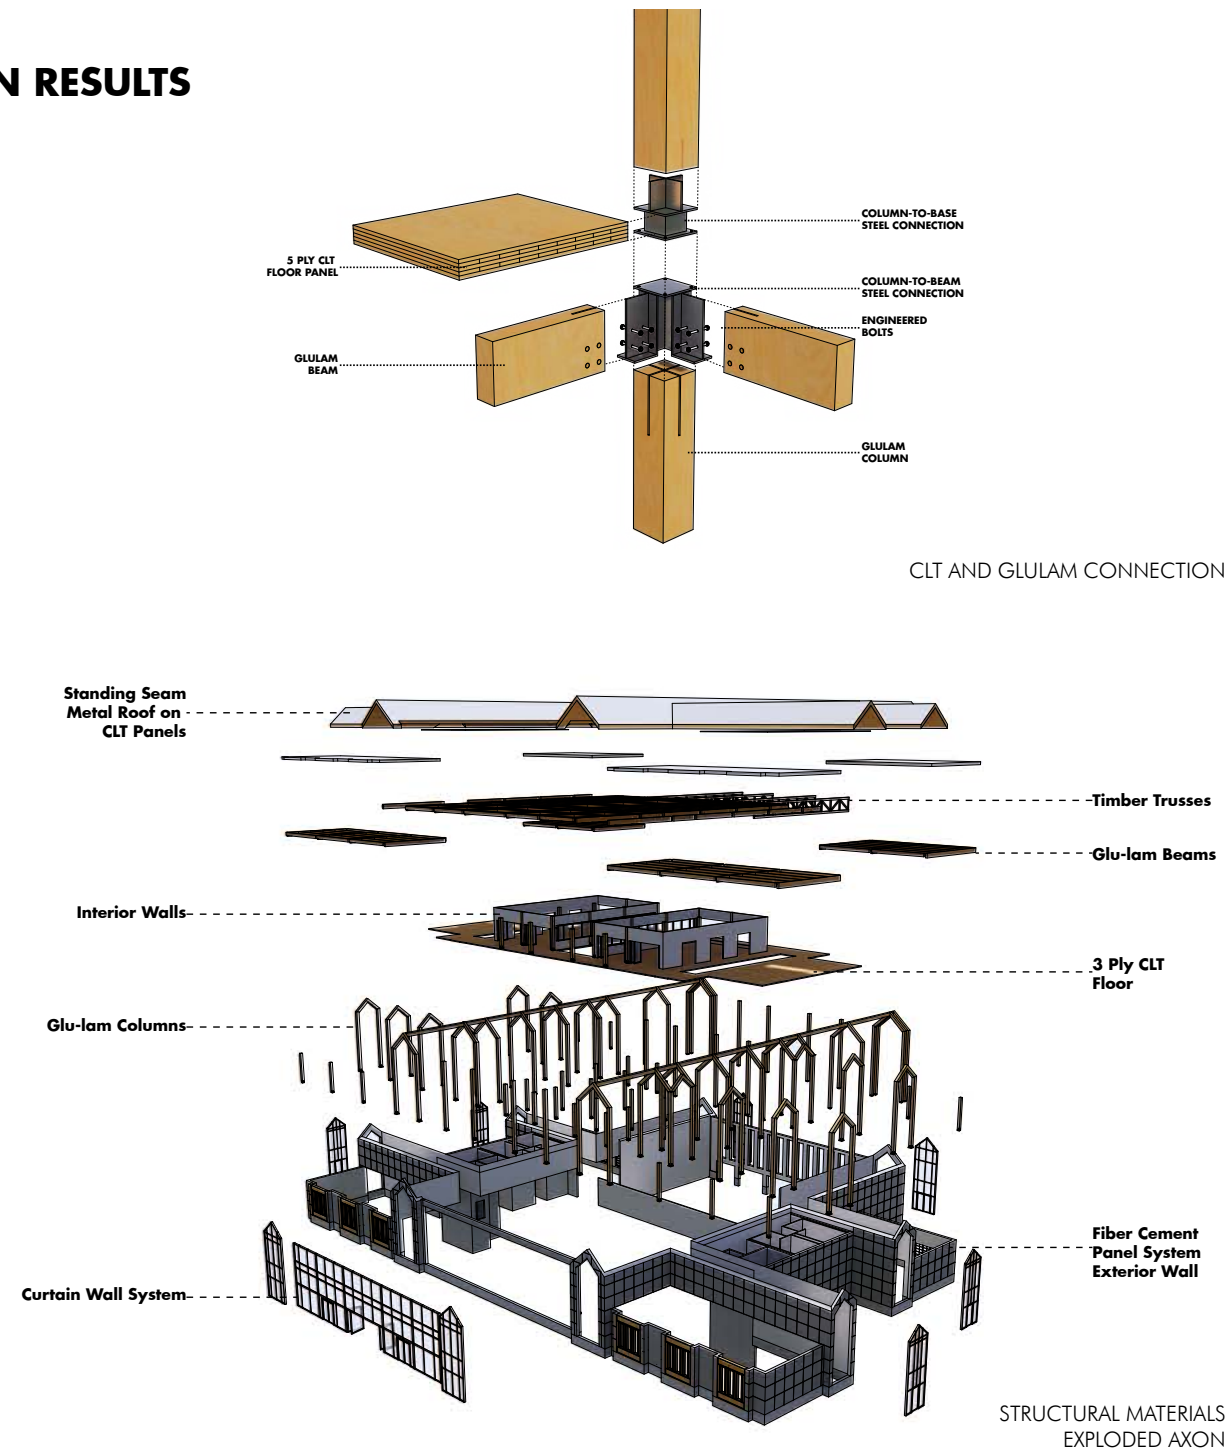 N RESULTS
COLUMN-TO-BASE
STEEL CONNECTION
5 PLY CLT
FLOOR PANEL
COLUMN-TO-BEAM
STEEL CONNECTION
ENGINEERED
BOLTS
GLULAM
BEAM
GLULAM
COLUMN
CLT AND GLULAM CONNECTION
Standing Seam
Metal Roof on
CLT Panels
Timber Trusses
Glu-lam Beams
Interior Walls
3 Ply CLT
Floor
Glu-lam Columns
Fiber Cement
Panel System
Exterior Wall
Curtain Wall System
STRUCTURAL MATERIALS
EXPLODED AXON